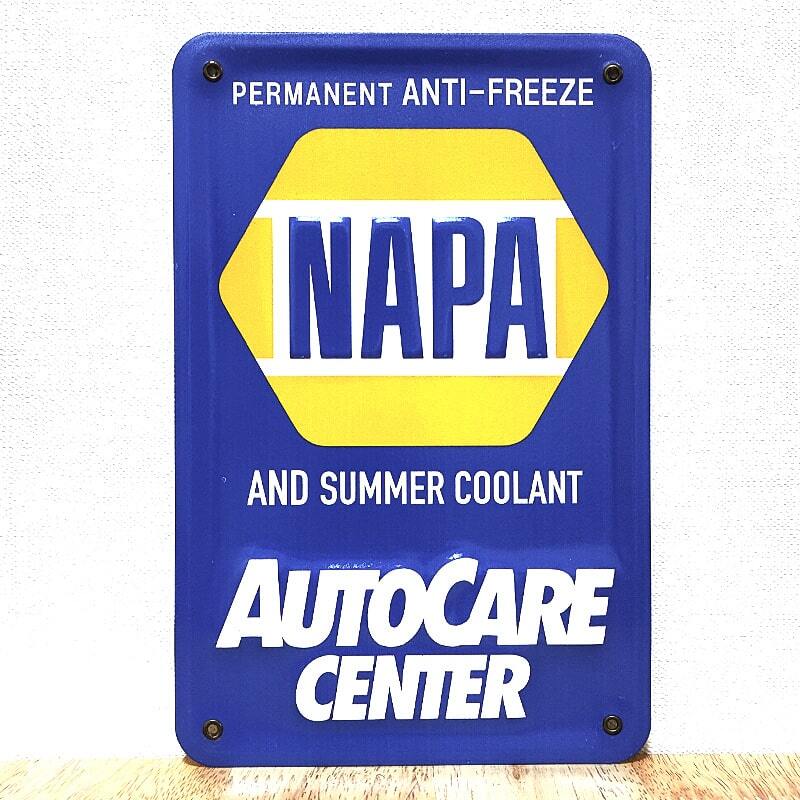 PERMANENT ANTI-FREEZE
NAPA
AND SUMMER COOLANT
AUTOCARE
CENTER